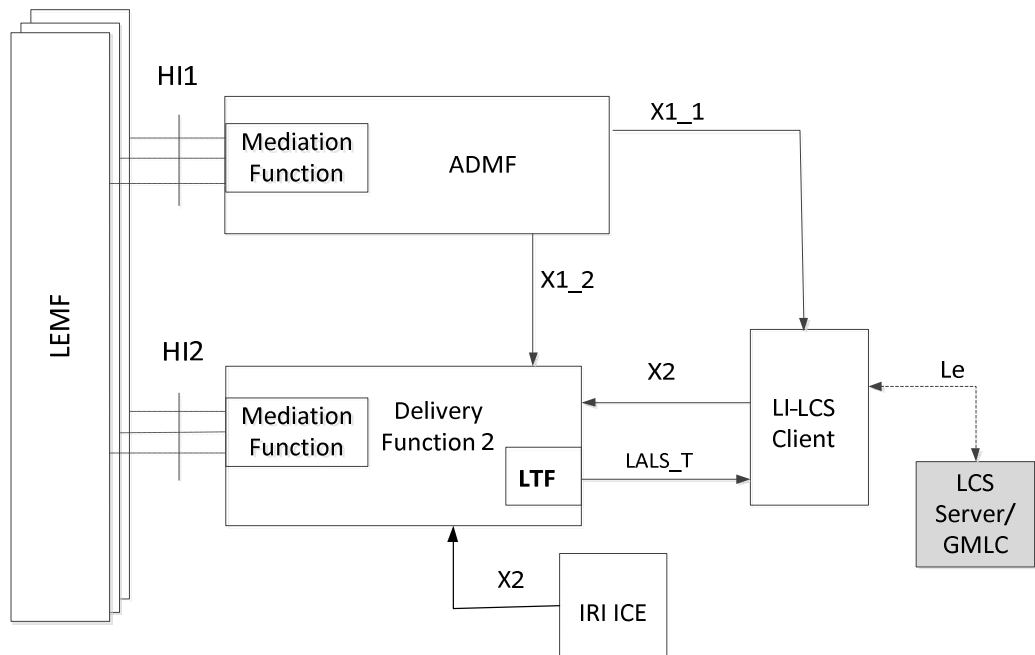 HI1
X1_1
Mediation
Function
ADMF
X1_2
LEMF
HI2
X2
Le
Mediation
Function
Delivery
Function 2
LI-LCS
Client
LTF
LALS_T
LCS
Server/
GMLC
X2
IRI ICE